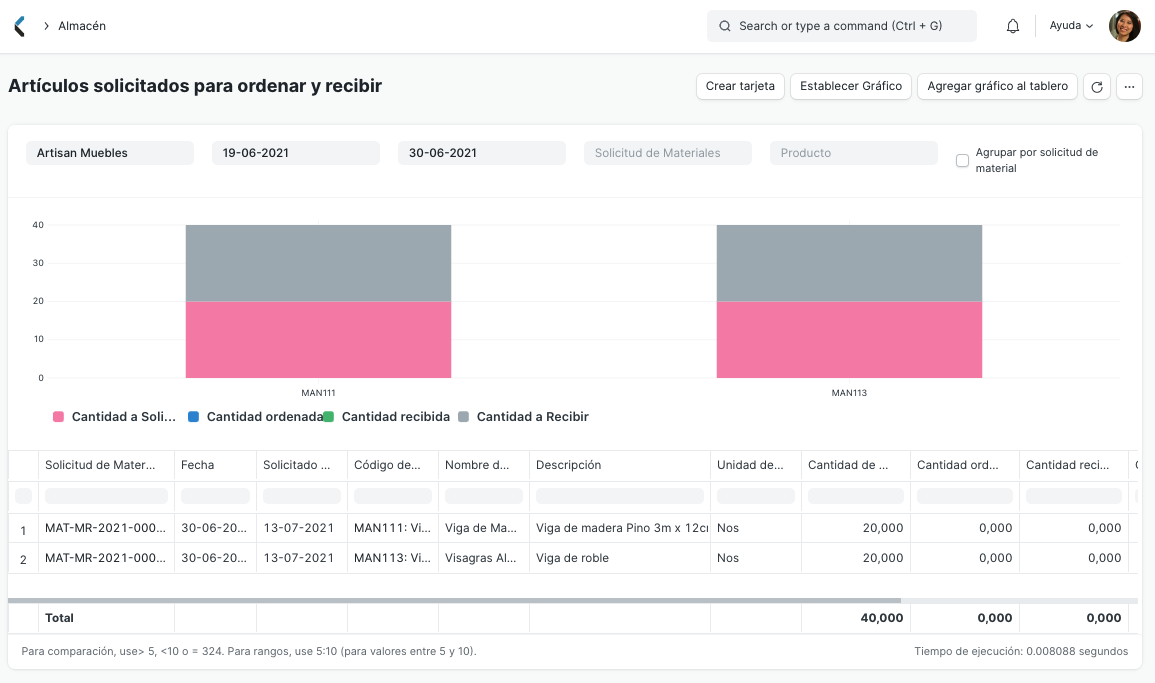 Almacén
Search or type a command (Ctrl + G)
Ayuda
Artículos solicitados para ordenar y recibir
Crear tarjeta
Establecer Gráfico
Agregar gráfico al tablero
Artisan Muebles
19-06-2021
30-06-2021
Solicitud de Materiales
Producto
Agrupar por solicitud de
material
40
30
20
10
0
MAN111
MAN113
Cantidad a Soli... Cantidad ordenada Cantidad recibida Cantidad a Recibir
Solicitud de Mater... Fecha Solicitado ... Código de... Nombre d... Descripción Unidad de... Cantidad de ... Cantidad ord... Cantidad reci...
1 MAT-MR-2021-000... 30-06-20... 13-07-2021 MAN111: Vi... Viga de Ma... Viga de madera Pino 3m x 12c Nos 20,000 0,000 0,000
2 MAT-MR-2021-000... 30-06-20... 13-07-2021 MAN113: Vi... Visagras Al... Viga de roble Nos 20,000 0,000 0,000
Total 40,000 0,000 0,000
Para comparación, use> 5, <10 o = 324. Para rangos, use 5:10 (para valores entre 5 y 10).
Tiempo de ejecución: 0.008088 segundos